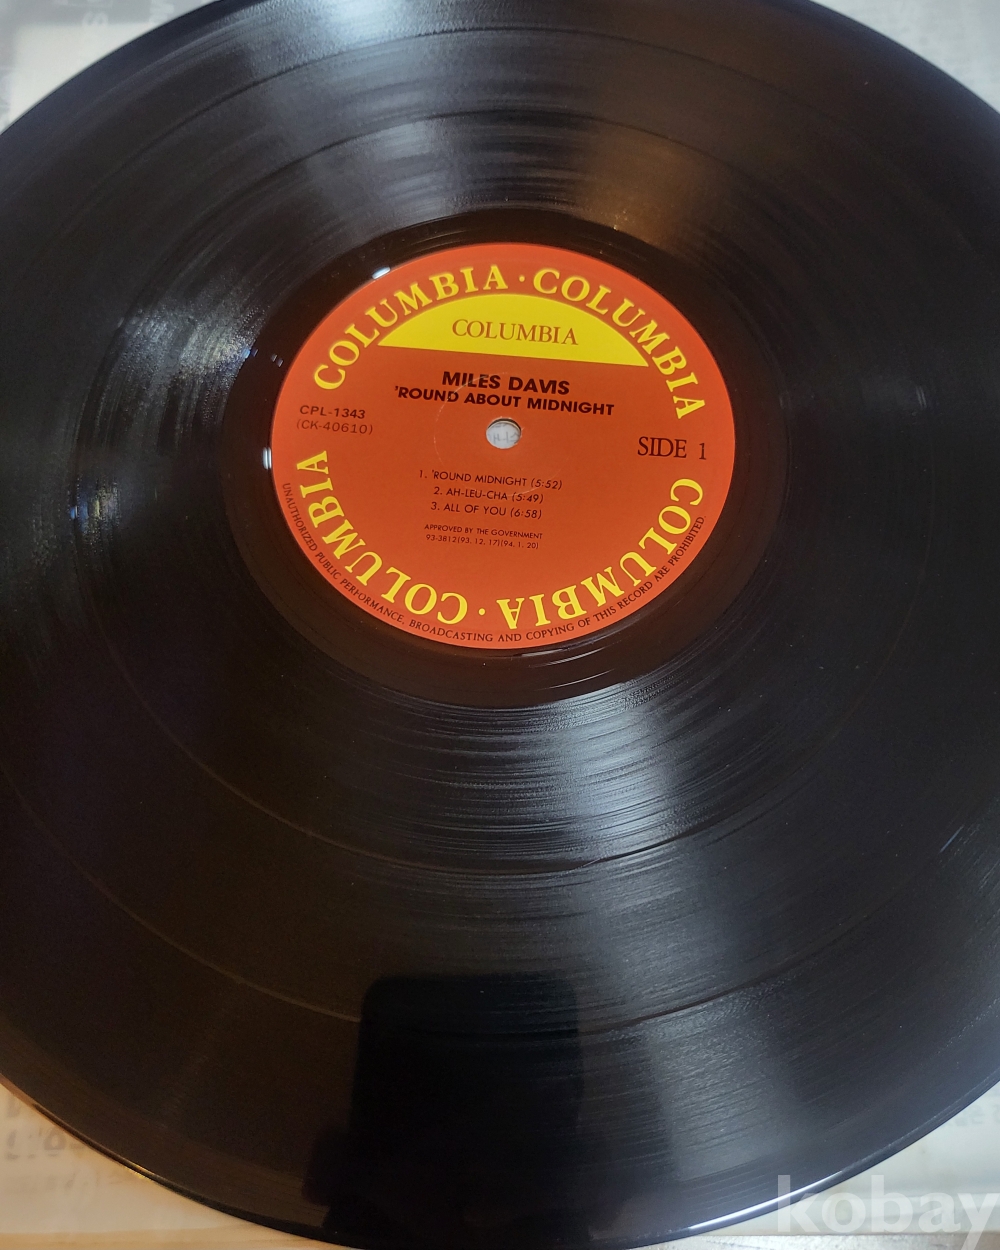 COLUMBIA · COLUMBIA
COLUMBIA
MILES DAVIS
'ROUND ABOUT MIDNIGHT
CPL-1343
(CK-40610)
SIDE 1
1. 'ROUND MIDNIGHT (5:52)
2. AH-LEU-CHA (5:49)
3. ALL OF YOU (6:58)
APPROVED BY THE GOVERNMENT
93-3812(93. 12. 17)(94. 1. 20)
COLUMBIA · COLUMBIA
COLUMBIA
UNAUTHORIZED PUBLIC PERFORMANCE, BROADCASTING AND COPYING OF THIS RECORD ARE PROHIBITED.
kobay